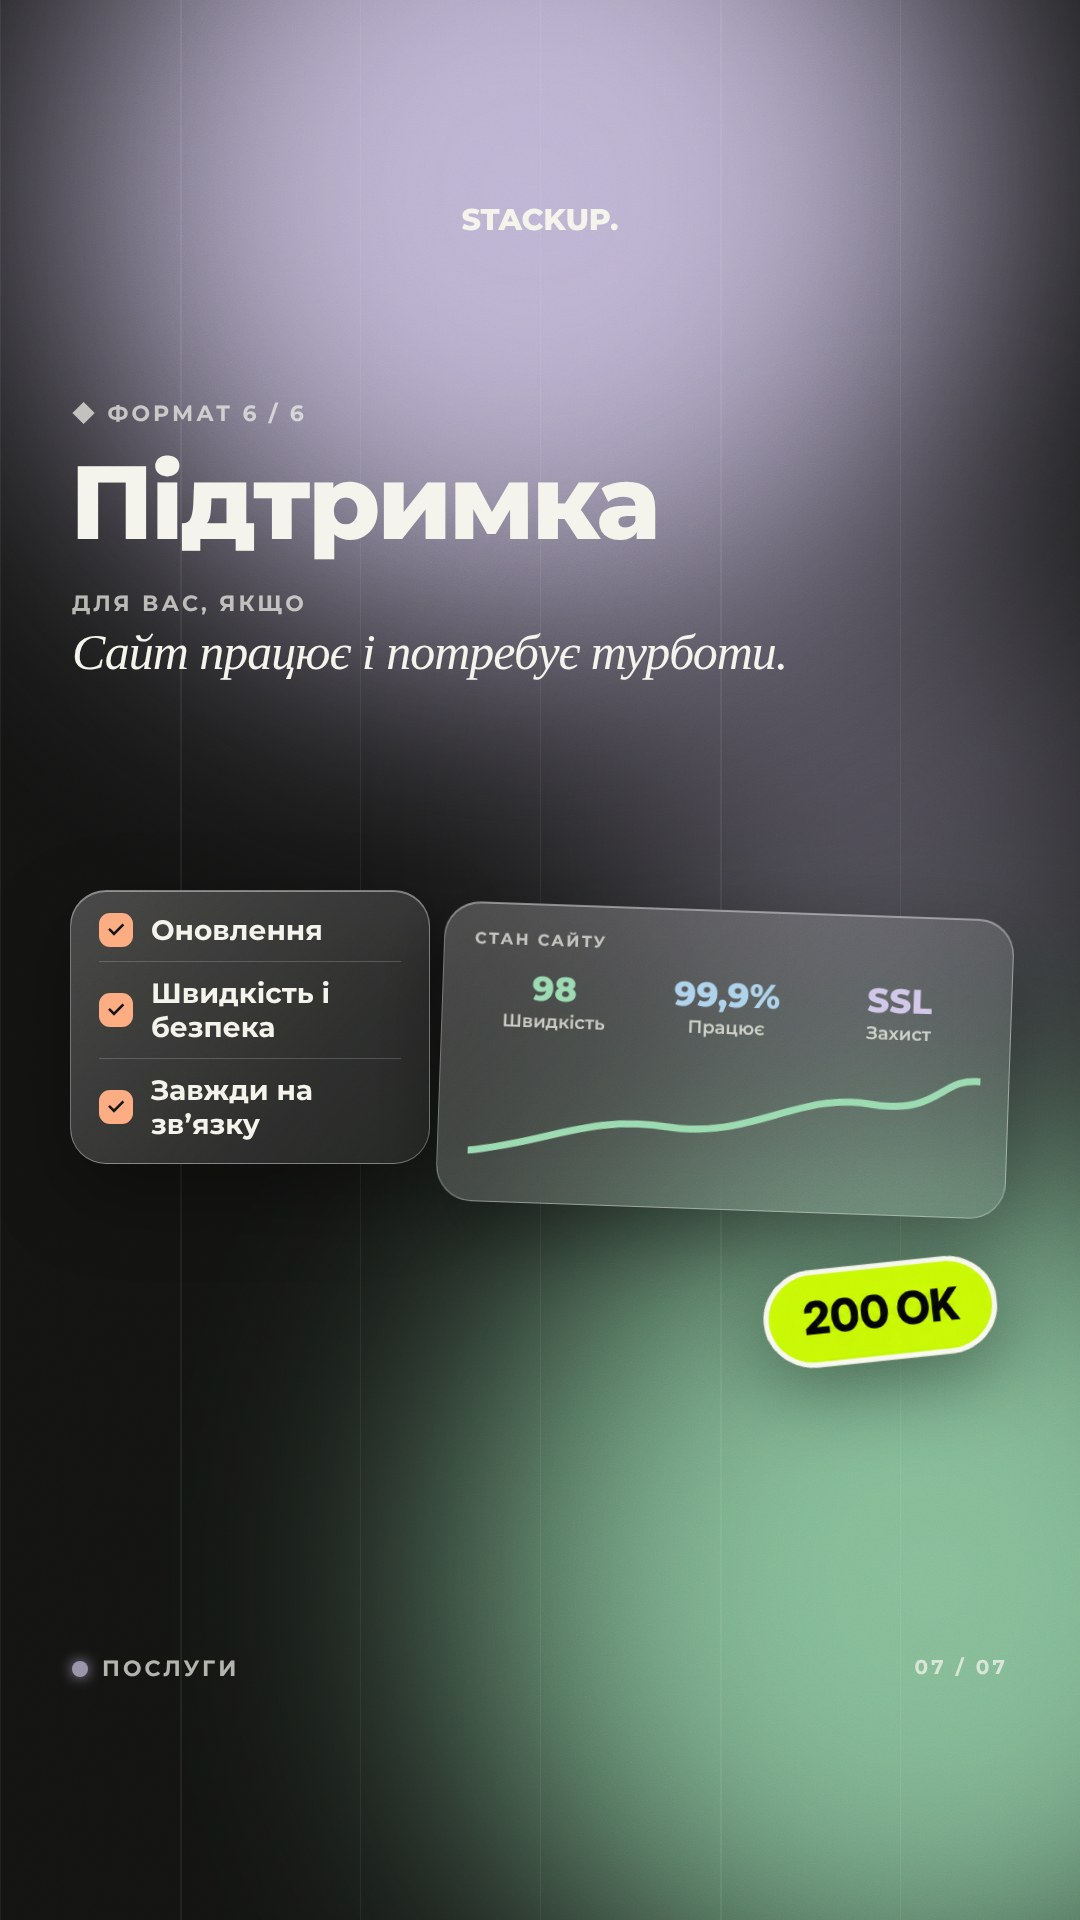 STACKUP.
ФОРМАТ 6 / 6
Підтримка
ДЛЯ ВАС, ЯКЩО
Сайт працює і потребує турботи.
Оновлення
Швидкість і
безпека
Завжди на
зв’язку
СТАН САЙТУ
98 99,9% SSL
Швидкість Працює Захист
200 OK
ПОСЛУГИ
07 / 07